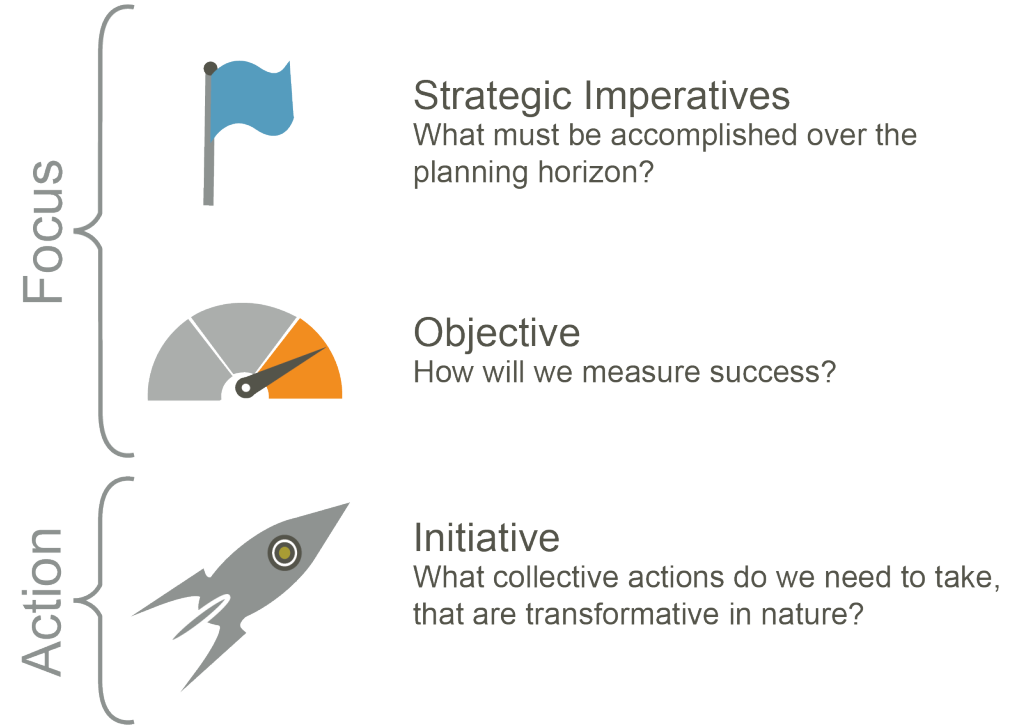 Focus
Strategic Imperatives
What must be accomplished over the
planning horizon?
Objective
How will we measure success?
Action
Initiative
What collective actions do we need to take,
that are transformative in nature?